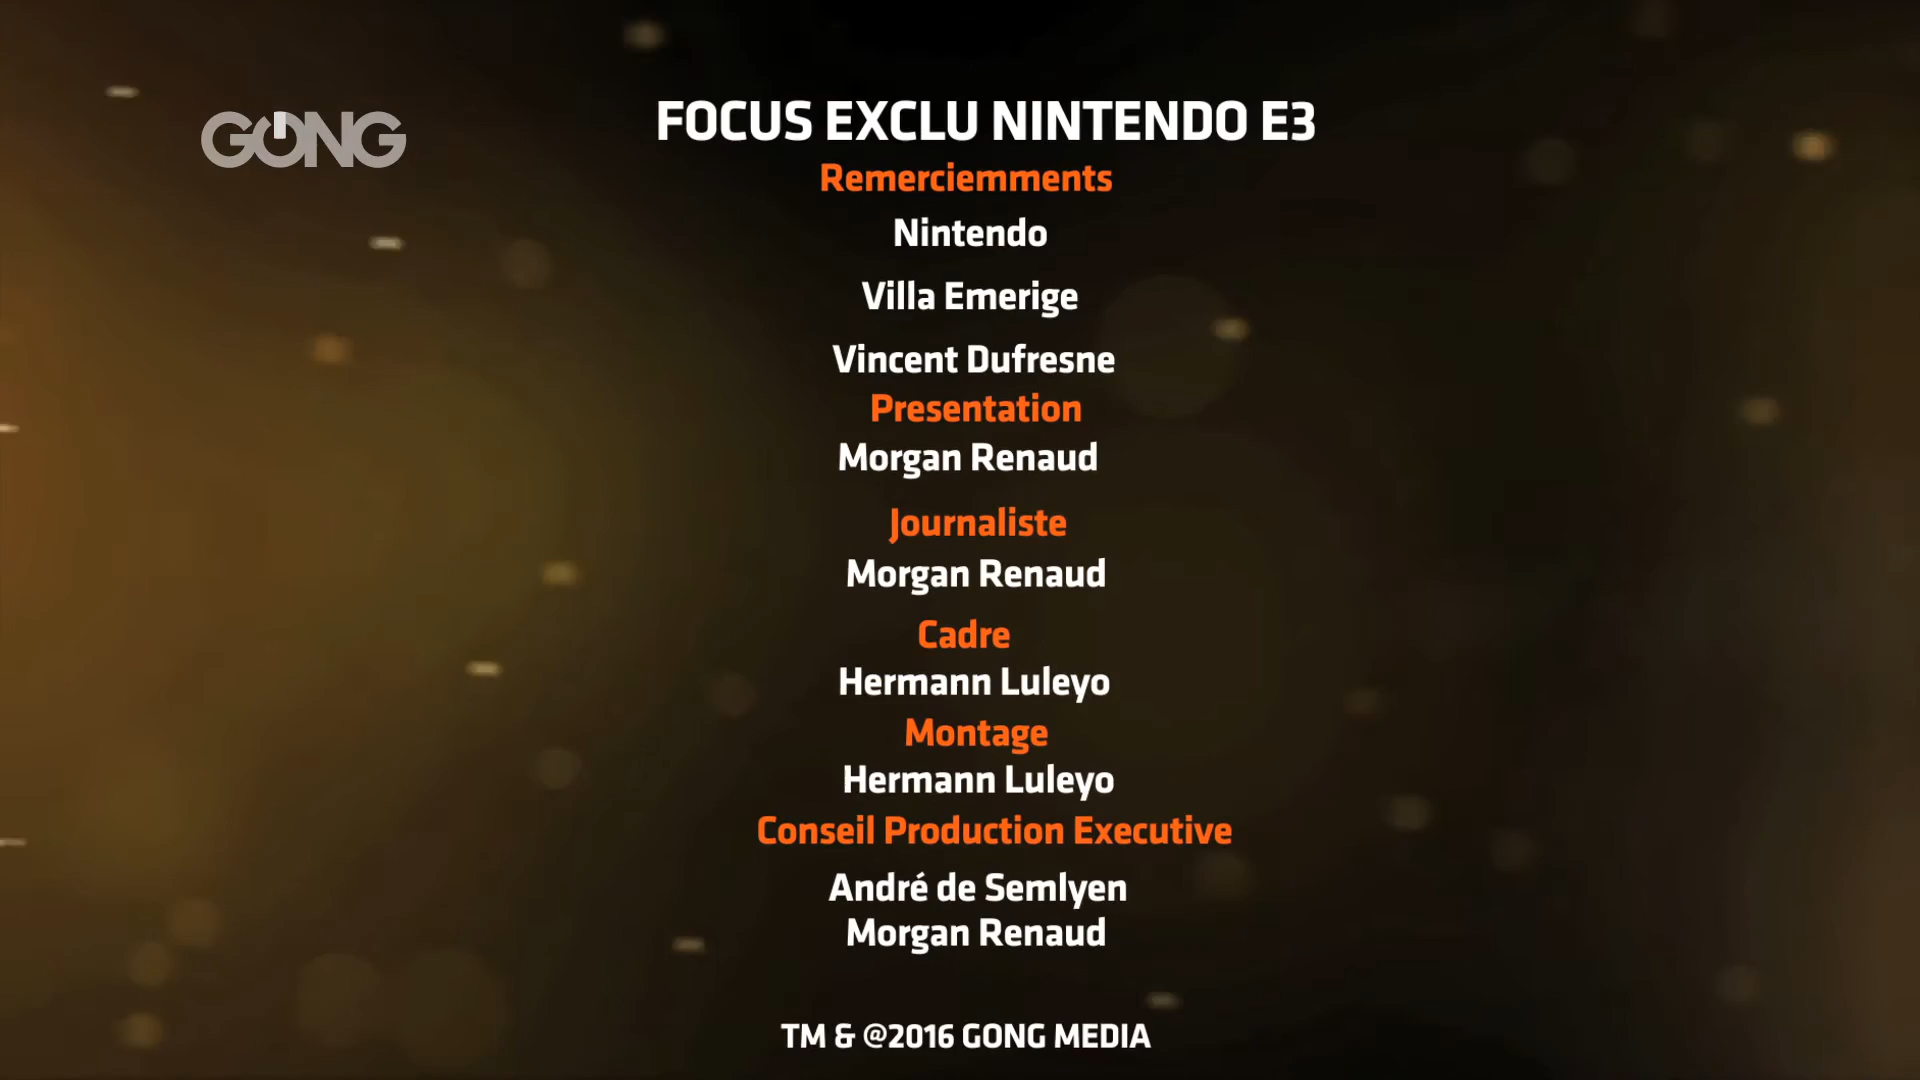 GONG
FOCUS EXCLU NINTENDO E3
Remerciemments
Nintendo
Villa Emerige
Vincent Dufresne
Presentation
Morgan Renaud
Journaliste
Morgan Renaud
Cadre
Hermann Luleyo
Montage
Hermann Luleyo
Conseil Production Executive
André de Semlyen
Morgan Renaud
TM & @2016 GONG MEDIA